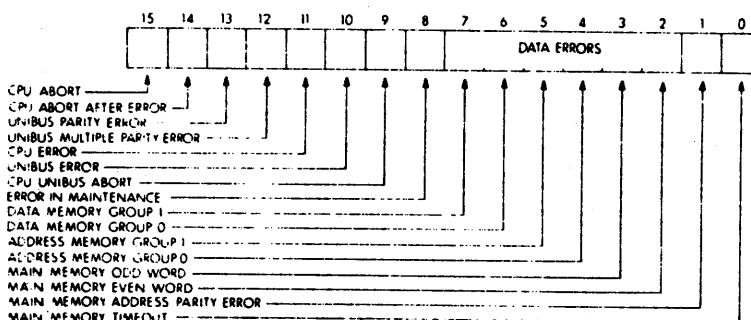 15 14 13 12 11 10 9 8 7 6 5 4 3 2 1 0
DATA ERRORS
CPU ABORT
CPU ABORT AFTER ERROR
UNIBUS PARITY ERROR
UNIBUS MULTIPLE PARITY ERROR
CPU ERROR
UNIBUS ERROR
CPU UNIBUS ABORT
ERROR IN MAINTENANCE
DATA MEMORY GROUP 1
DATA MEMORY GROUP 0
ADDRESS MEMORY GROUP 1
ADDRESS MEMORY GROUP 0
MAIN MEMORY ODD WORD
MAIN MEMORY EVEN WORD
MAIN MEMORY ADDRESS PARITY ERROR
MAIN MEMORY TIMEOUT